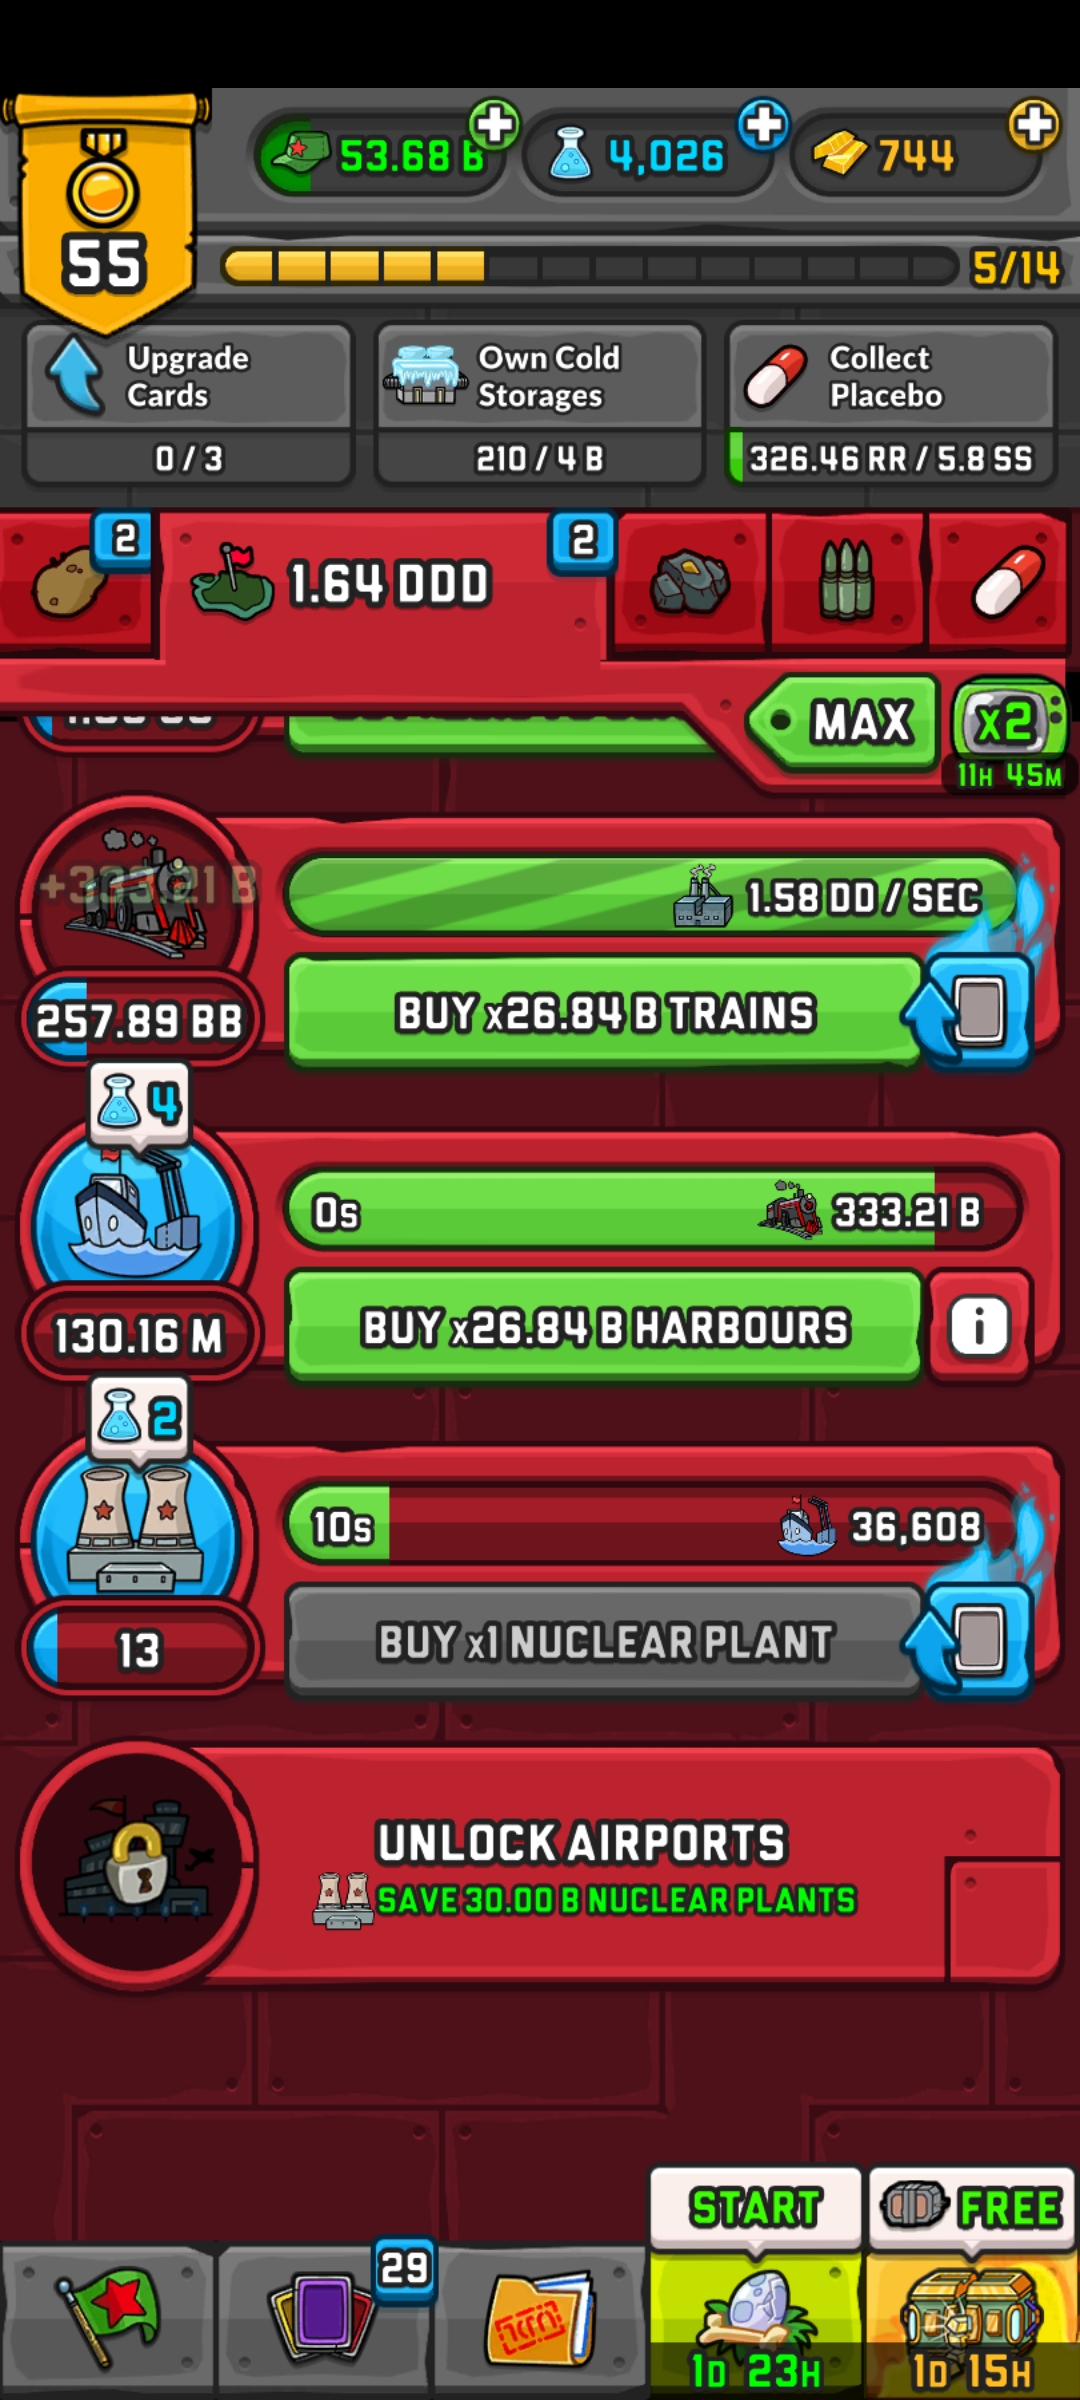 53.68 B
4,026
744
55
5/14
Upgrade
Cards
0 / 3
Own Cold
Storages
210 / 4 B
Collect
Placebo
326.46 RR / 5.8 SS
2
1.64 DDD
2
MAX
x2
11H 45M
1.58 DD / SEC
257.89 BB
BUY x26.84 B TRAINS
4
0s
333.21 B
130.16 M
BUY x26.84 B HARBOURS
i
2
10s
36,608
13
BUY x1 NUCLEAR PLANT
UNLOCK AIRPORTS
SAVE 30.00 B NUCLEAR PLANTS
START
FREE
29
1D 23H
1D 15H